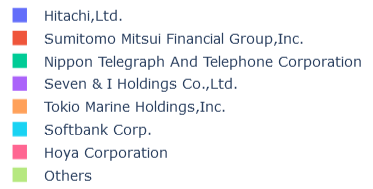 Hitachi,Ltd.
Sumitomo Mitsui Financial Group,Inc.
Nippon Telegraph And Telephone Corporation
Seven & I Holdings Co.,Ltd.
Tokio Marine Holdings,Inc.
Softbank Corp.
Hoya Corporation
Others